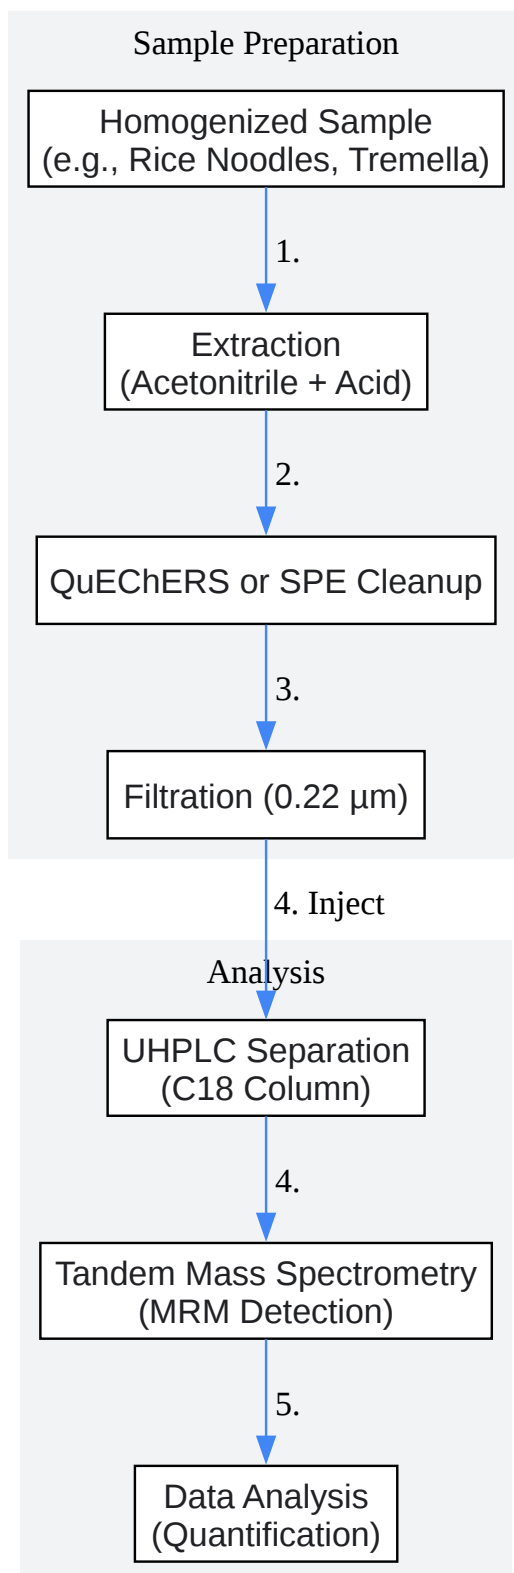 Sample Preparation
Homogenized Sample
(e.g., Rice Noodles, Tremella)
1.
Extraction
(Acetonitrile + Acid)
2.
QuEChERS or SPE Cleanup
3.
Filtration (0.22 µm)
4. Inject
Analysis
UHPLC Separation
(C18 Column)
4.
Tandem Mass Spectrometry
(MRM Detection)
5.
Data Analysis
(Quantification)